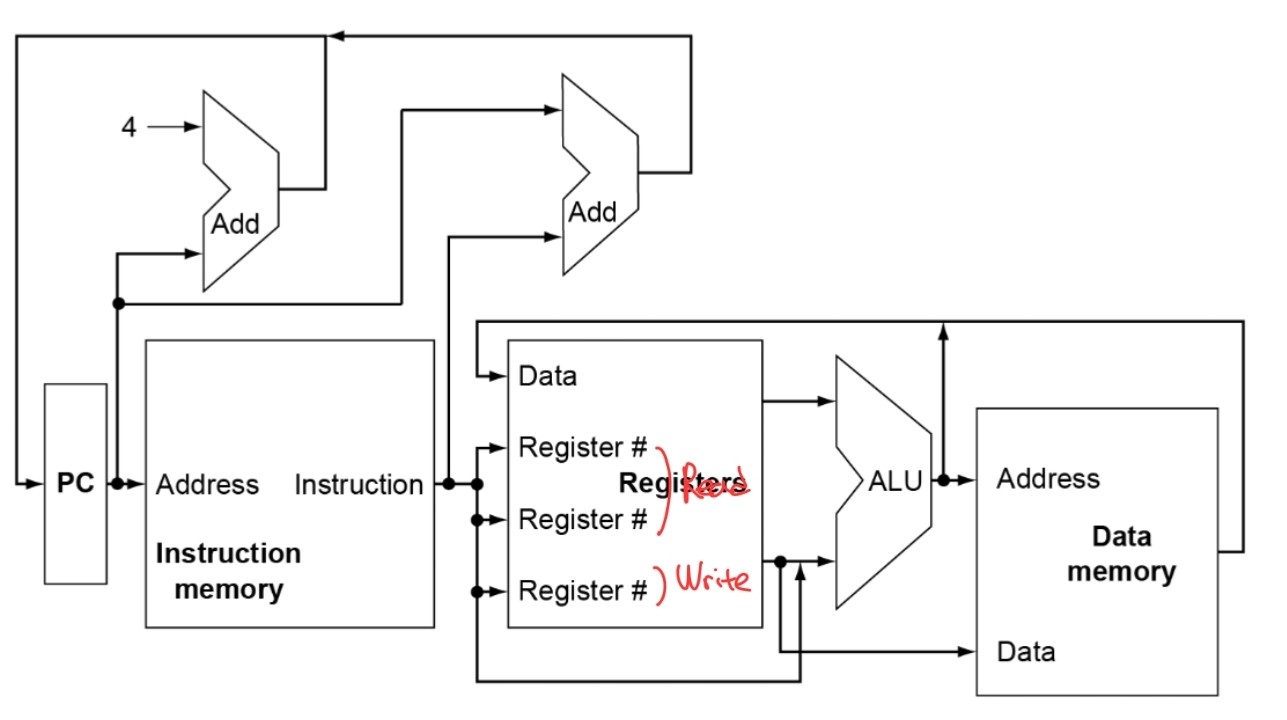 4
Add
Add
Data
Register #
Register #
Register #
Registers
Read
Write
PC
Address
Instruction
Instruction
memory
ALU
Address
Data
memory
Data